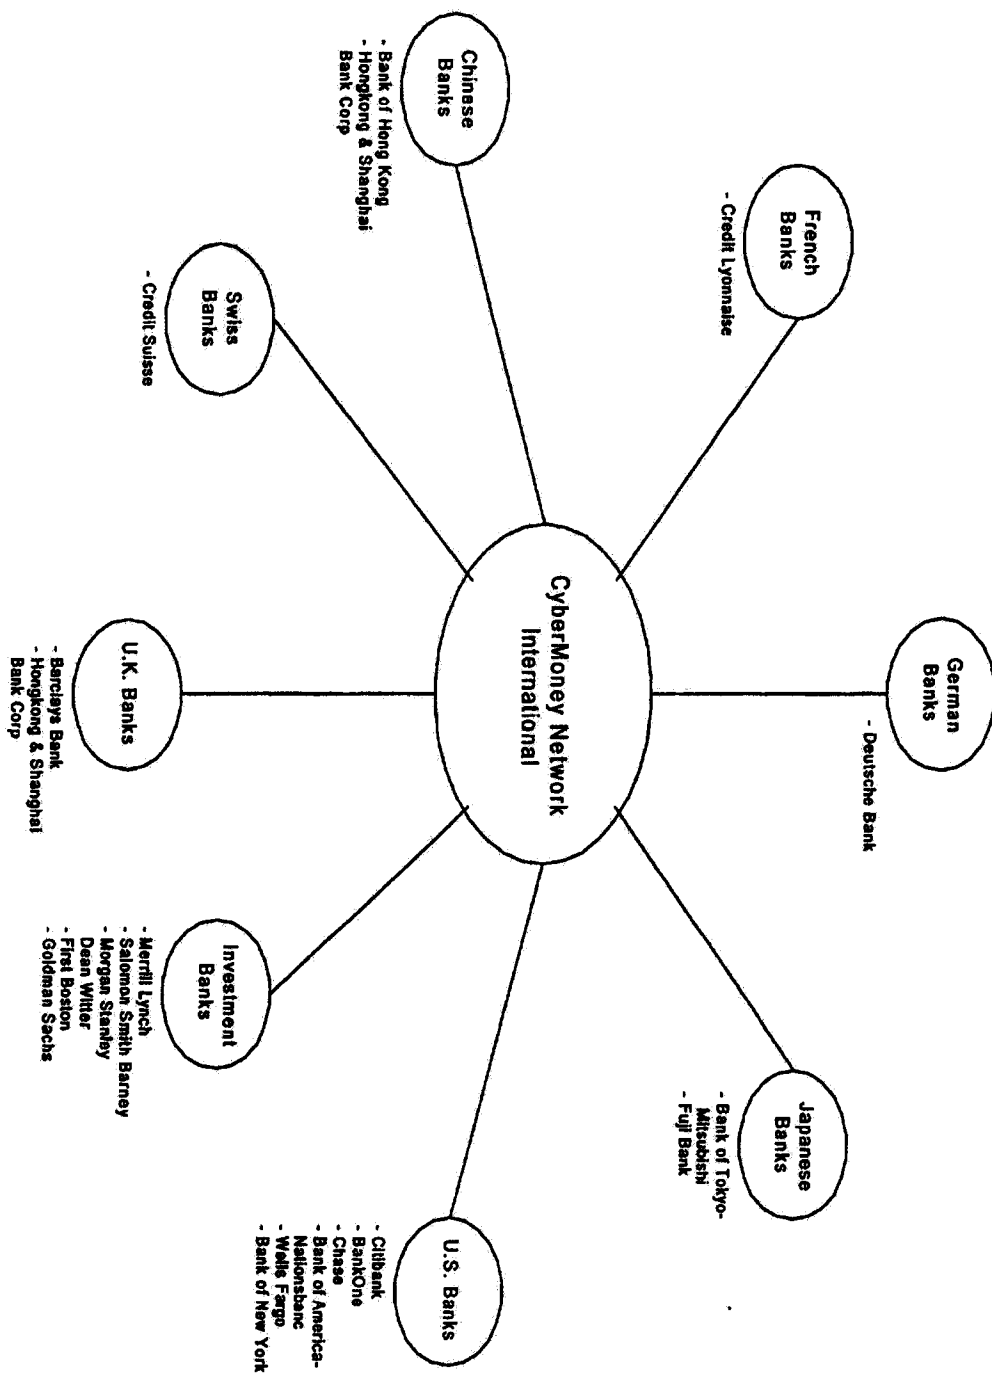 German
Banks
- Deutsche Bank
French
Banks
- Credit Lyonnaise
Japanese
Banks
- Bank of Tokyo-
Mitsubishi
- Fuji Bank
CyberMoney Network
International
Chinese
Banks
- Bank of Hong Kong
- Hongkong & Shanghai
Bank Corp
U.S. Banks
- Citibank
- BankOne
- Chase
- Bank of America-
Nationsbanc
- Wells Fargo
- Bank of New York
Swiss
Banks
- Credit Suisse
Investment
Banks
- Merrill Lynch
- Salomon Smith Barney
- Morgan Stanley
Dean Witter
- First Boston
- Goldman Sachs
U.K. Banks
- Barclays Bank
- Hongkong & Shanghai
Bank Corp